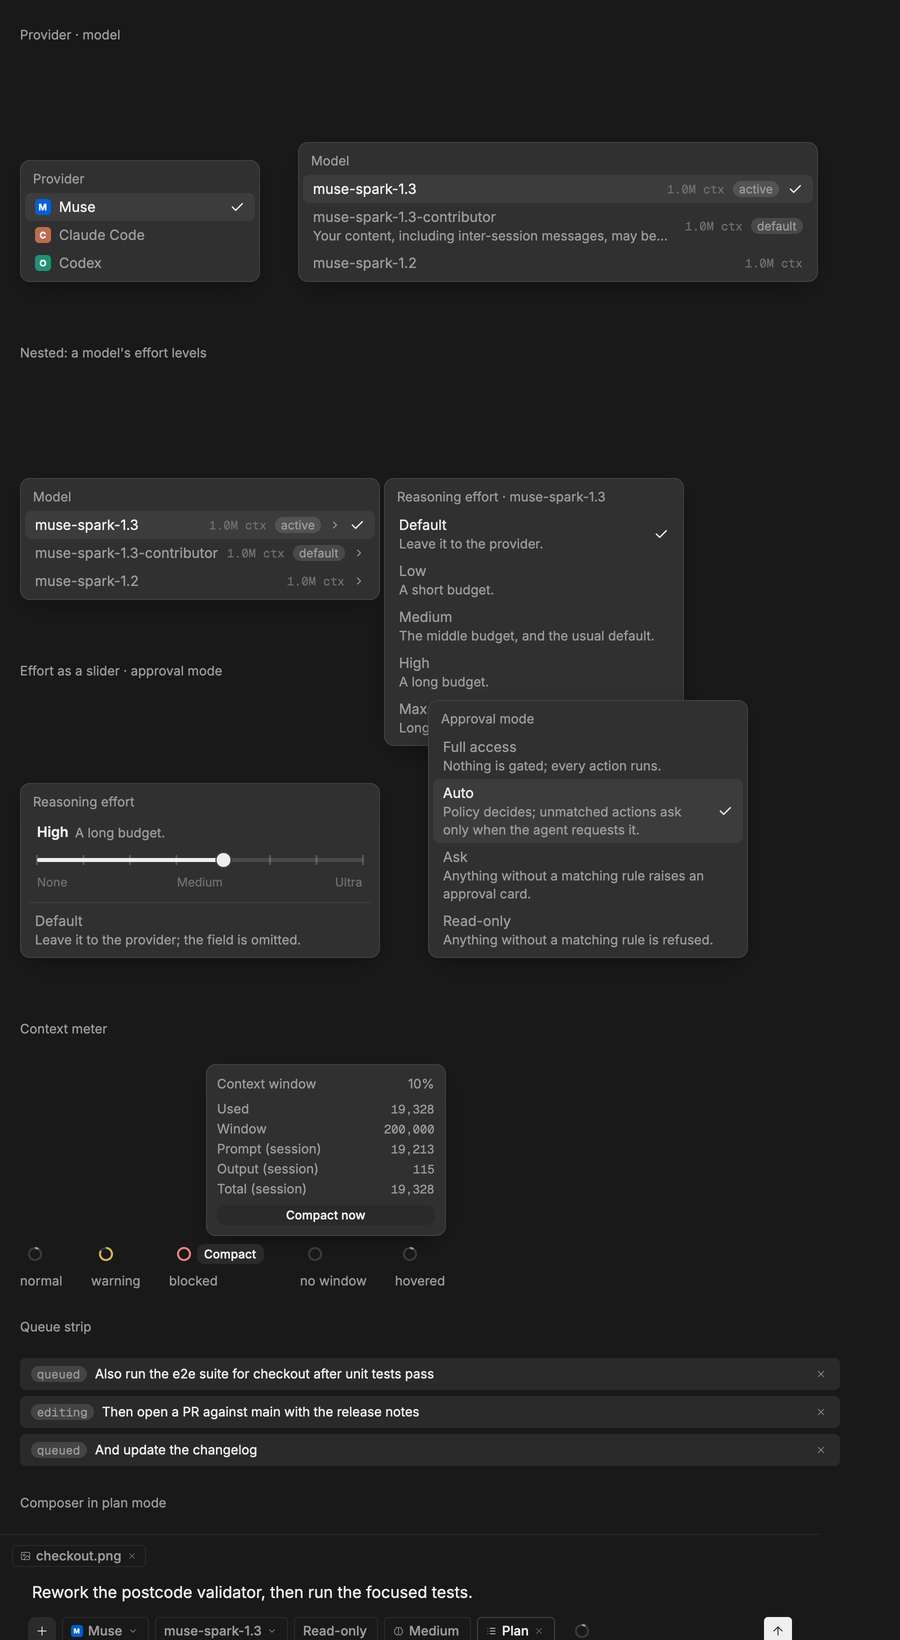 Provider · model
Provider
M Muse
C Claude Code
O Codex
Model
muse-spark-1.3 1.0M ctx active
muse-spark-1.3-contributor
Your content, including inter-session messages, may be...
1.0M ctx default
muse-spark-1.2 1.0M ctx
Nested: a model's effort levels
Model
muse-spark-1.3 1.0M ctx active
muse-spark-1.3-contributor 1.0M ctx default
muse-spark-1.2 1.0M ctx
Reasoning effort · muse-spark-1.3
Default
Leave it to the provider.
Low
A short budget.
Medium
The middle budget, and the usual default.
High
A long budget.
Max
Long
Effort as a slider · approval mode
Reasoning effort
High A long budget.
None Medium Ultra
Default
Leave it to the provider; the field is omitted.
Approval mode
Full access
Nothing is gated; every action runs.
Auto
Policy decides; unmatched actions ask
only when the agent requests it.
Ask
Anything without a matching rule raises an
approval card.
Read-only
Anything without a matching rule is refused.
Context meter
Context window 10%
Used 19,328
Window 200,000
Prompt (session) 19,213
Output (session) 115
Total (session) 19,328
Compact now
Compact
normal warning blocked no window hovered
Queue strip
queued Also run the e2e suite for checkout after unit tests pass
editing Then open a PR against main with the release notes
queued And update the changelog
Composer in plan mode
checkout.png
Rework the postcode validator, then run the focused tests.
M Muse muse-spark-1.3 Read-only Medium Plan